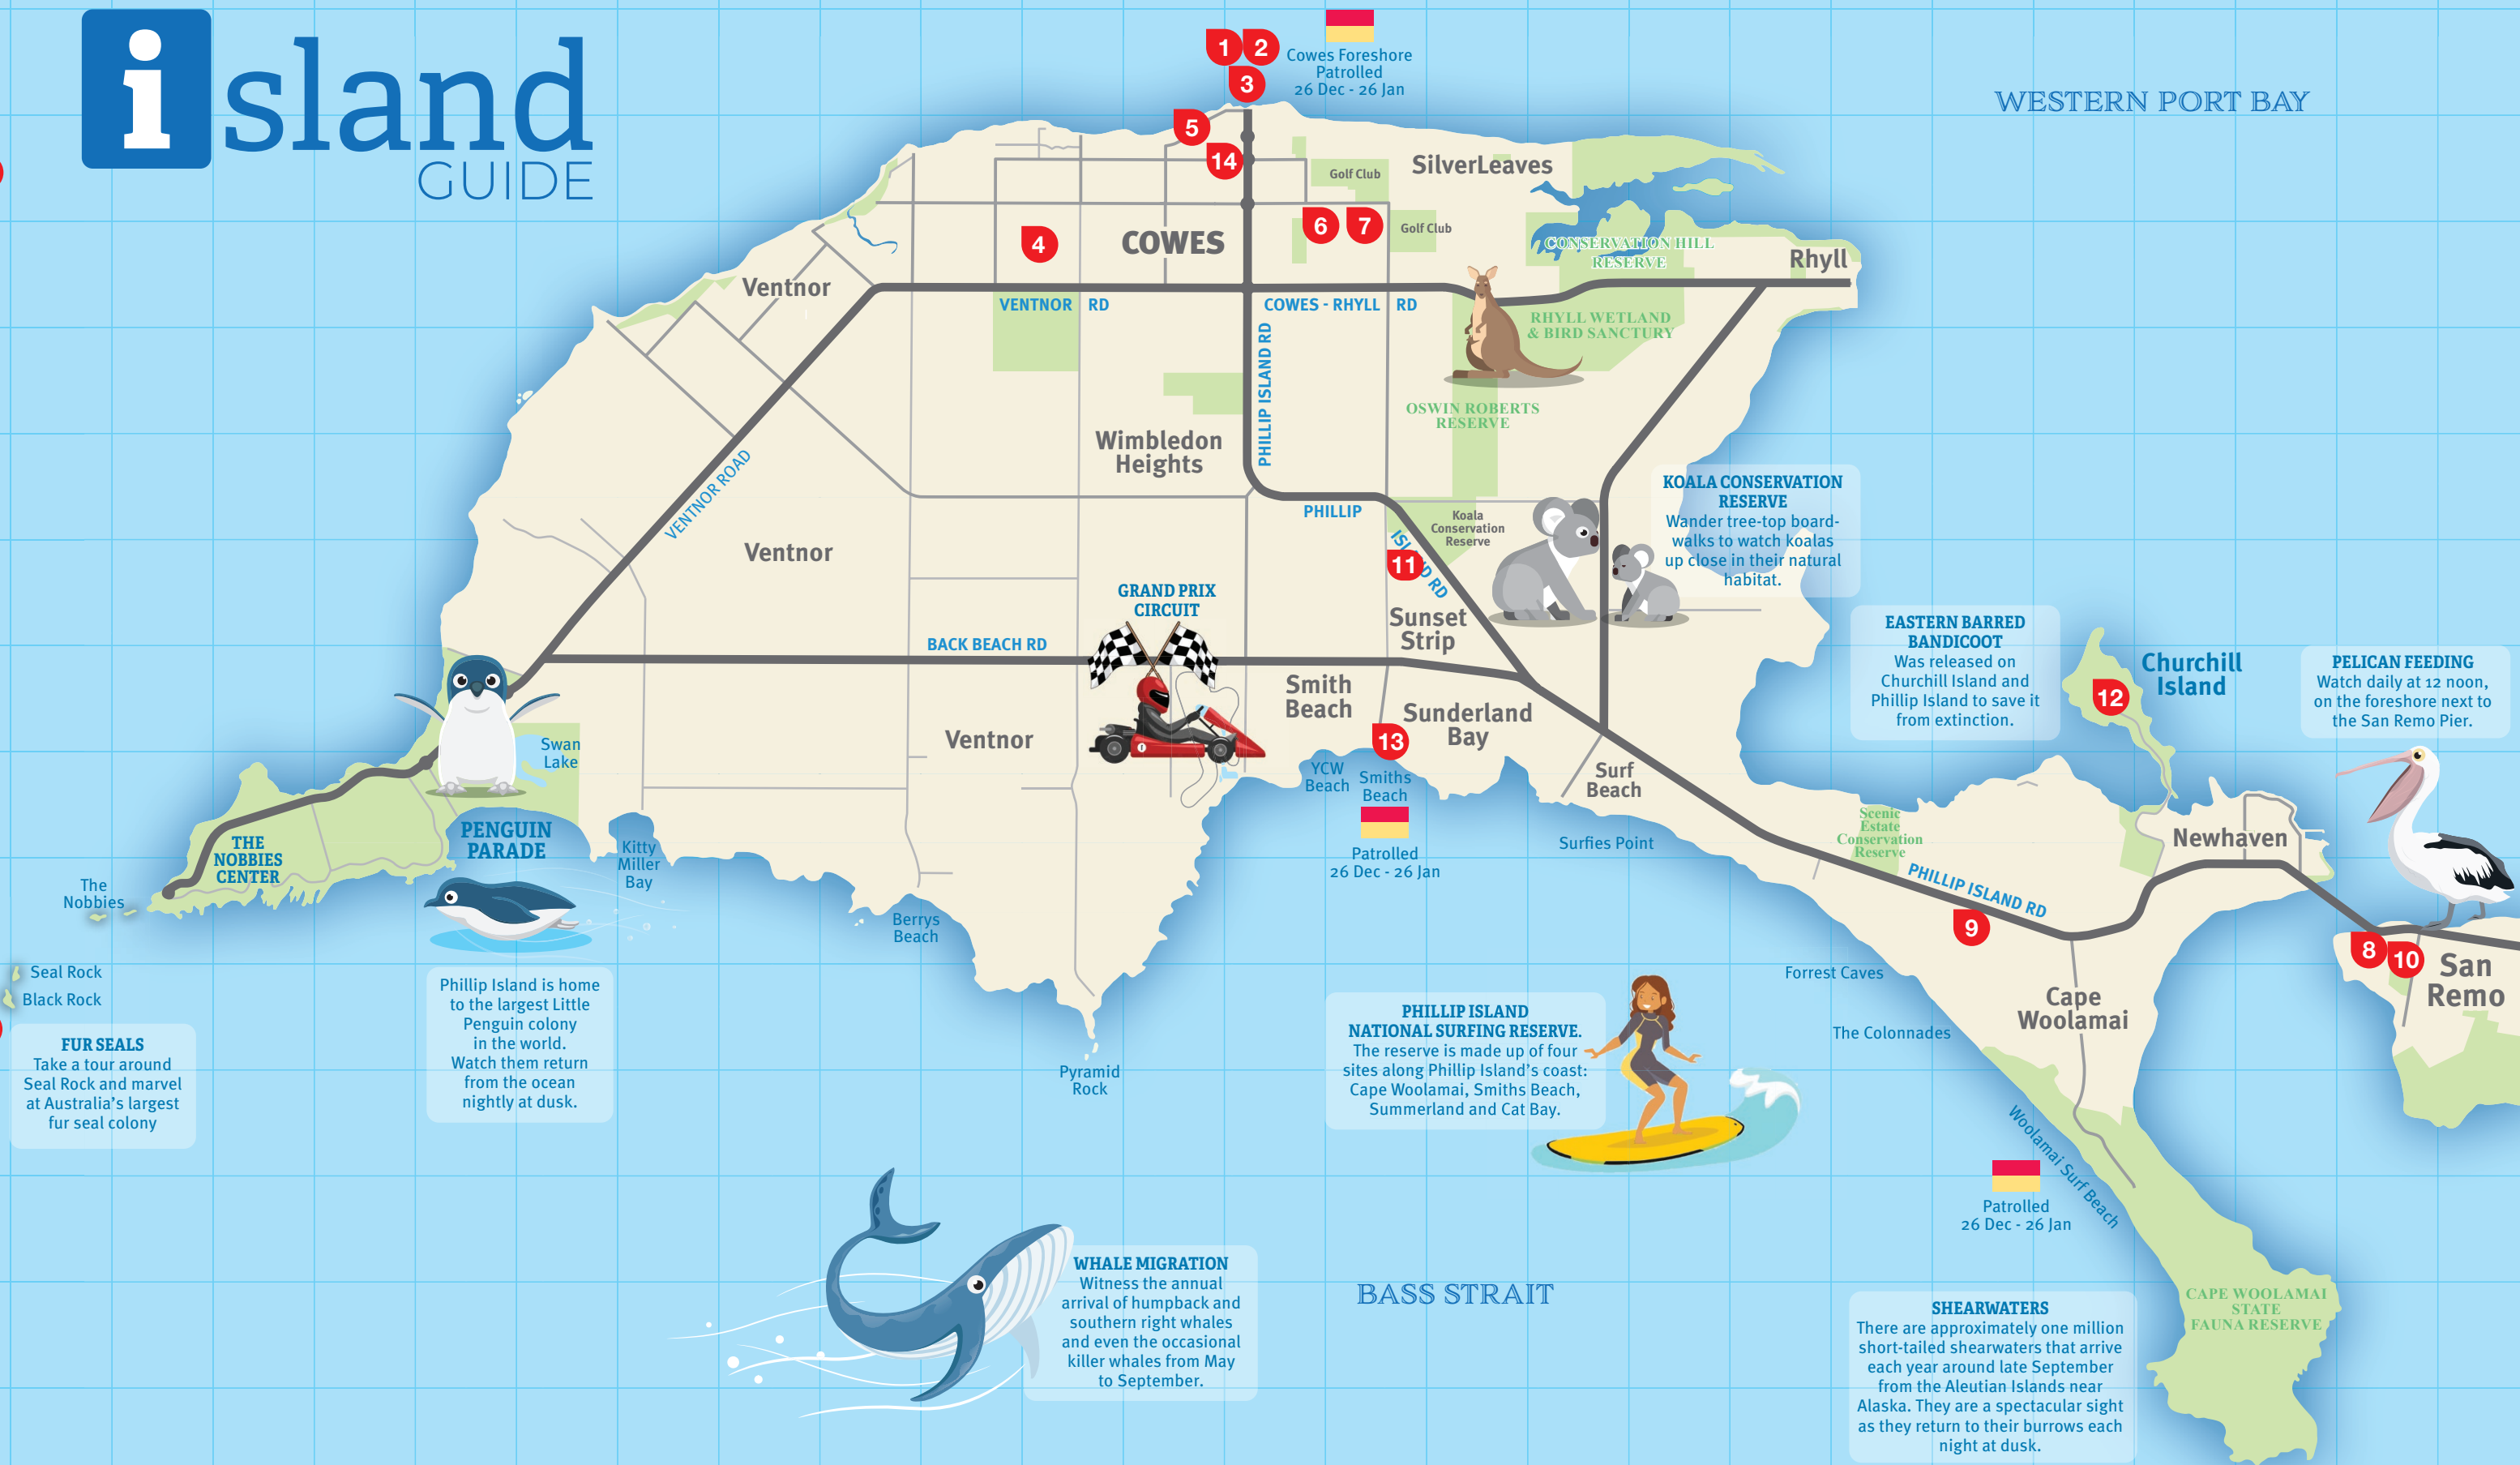 island
GUIDE
1
2
3
Cowes Foreshore
Patrolled
26 Dec - 26 Jan
WESTERN PORT BAY
5
14
Golf Club
SilverLeaves
4
COWES
6
7
Golf Club
CONSERVATION HILL
RESERVE
Rhyll
Ventnor
VENTNOR RD
COWES - RHYLL RD
RHYLL WETLAND
& BIRD SANCTURY
PHILLIP ISLAND RD
OSWIN ROBERTS
RESERVE
Wimbledon
Heights
VENTNOR ROAD
Ventnor
PHILLIP ISLAND RD
11
Koala
Conservation
Reserve
KOALA CONSERVATION
RESERVE
Wander tree-top board-
walks to watch koalas
up close in their natural
habitat.
GRAND PRIX
CIRCUIT
Sunset
Strip
BACK BEACH RD
EASTERN BARRED
BANDICOOT
Was released on
Churchill Island and
Phillip Island to save it
from extinction.
12
Churchill
Island
PELICAN FEEDING
Watch daily at 12 noon,
on the foreshore next to
the San Remo Pier.
Smith
Beach
Sunderland
Bay
13
Ventnor
1
Swan
Lake
YCW
Beach
Smiths
Beach
Patrolled
26 Dec - 26 Jan
Surf
Beach
Surfies Point
Scenic
Estate
Conservation
Reserve
Newhaven
THE
NOBBIES
CENTER
PENGUIN
PARADE
Kitty
Miller
Bay
The
Nobbies
Berrys
Beach
PHILLIP ISLAND RD
9
8
10
San
Remo
Seal Rock
Black Rock
FUR SEALS
Take a tour around
Seal Rock and marvel
at Australia's largest
fur seal colony
Phillip Island is home
to the largest Little
Penguin colony
in the world.
Watch them return
from the ocean
nightly at dusk.
Pyramid
Rock
PHILLIP ISLAND
NATIONAL SURFING RESERVE.
The reserve is made up of four
sites along Phillip Island's coast:
Cape Woolamai, Smiths Beach,
Summerland and Cat Bay.
Forrest Caves
The Colonnades
Cape
Woolamai
Woolamai Surf Beach
Patrolled
26 Dec - 26 Jan
WHALE MIGRATION
Witness the annual
arrival of humpback and
southern right whales
and even the occasional
killer whales from May
to September.
BASS STRAIT
SHEARWATERS
There are approximately one million
short-tailed shearwaters that arrive
each year around late September
from the Aleutian Islands near
Alaska. They are a spectacular sight
as they return to their burrows each
night at dusk.
CAPE WOOLAMAI
STATE
FAUNA RESERVE